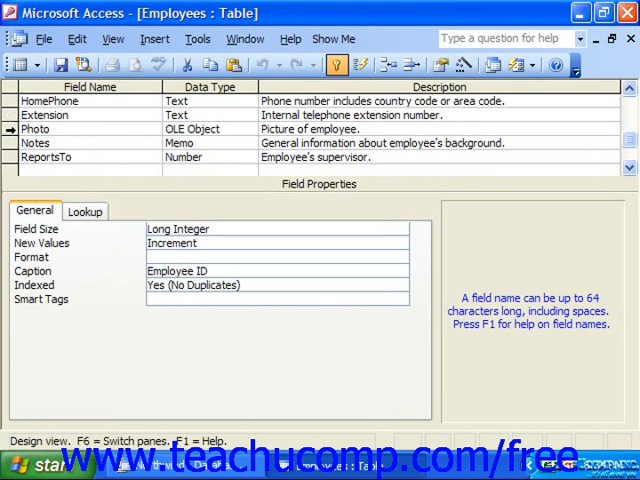 Microsoft Access - [Employees : Table]
File Edit View Insert Tools Window Help Show Me
Type a question for help
Field Name Data Type Description
HomePhone Text Phone number includes country code or area code.
Extension Text Internal telephone extension number.
Photo OLE Object Picture of employee.
Notes Memo General information about employee's background.
ReportsTo Number Employee's supervisor.
Field Properties
General Lookup
Field Size Long Integer
New Values Increment
Format
Caption Employee ID
Indexed Yes (No Duplicates)
Smart Tags
A field name can be up to 64
characters long, including spaces.
Press F1 for help on field names.
Design view. F6 = Switch panes. F1 = Help.
www.teachucomp.com/free
start
Employees : Table